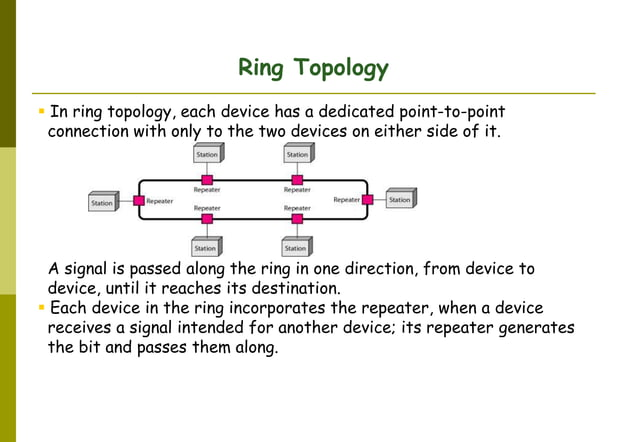 Ring Topology
▪ In ring topology, each device has a dedicated point-to-point
connection with only to the two devices on either side of it.
Station
Station
Repeater
Repeater
Station
Repeater
Repeater
Station
Repeater
Repeater
Station
Station
A signal is passed along the ring in one direction, from device to
device, until it reaches its destination.
▪ Each device in the ring incorporates the repeater, when a device
receives a signal intended for another device; its repeater generates
the bit and passes them along.